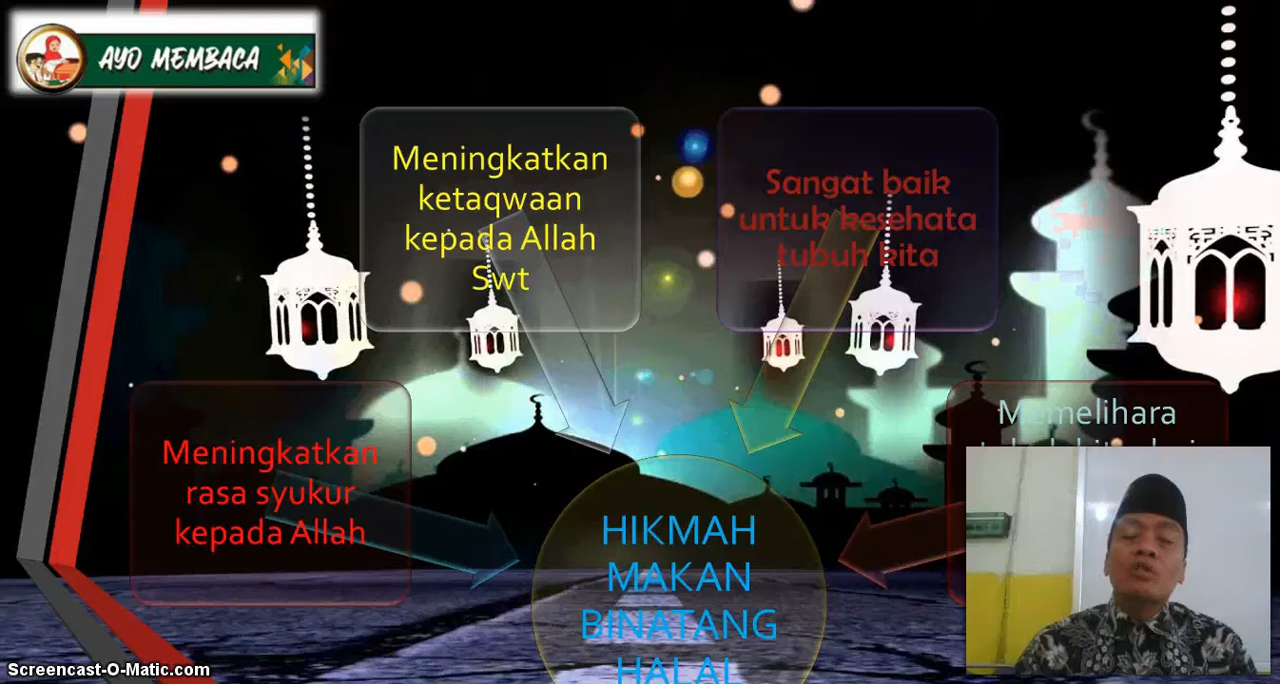 AYO MEMBACA
Meningkatkan
ketaqwaan
kepada Allah
Swt
Sangat baik
untuk kesehata
tubuh kita
Meningkatkan
rasa syukur
kepada Allah
Memelihara
HIKMAH
MAKAN
BINATANG
HALAL
Screencast-O-Matic.com